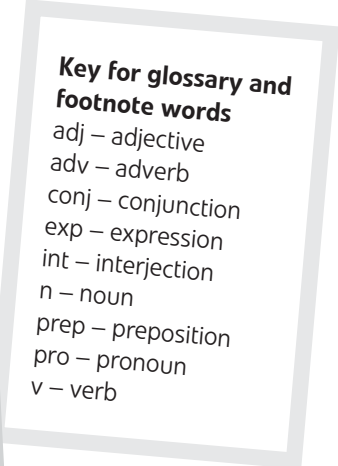 Key for glossary and
footnote words
adj – adjective
adv – adverb
conj – conjunction
exp – expression
int – interjection
n – noun
prep – preposition
pro – pronoun
v – verb